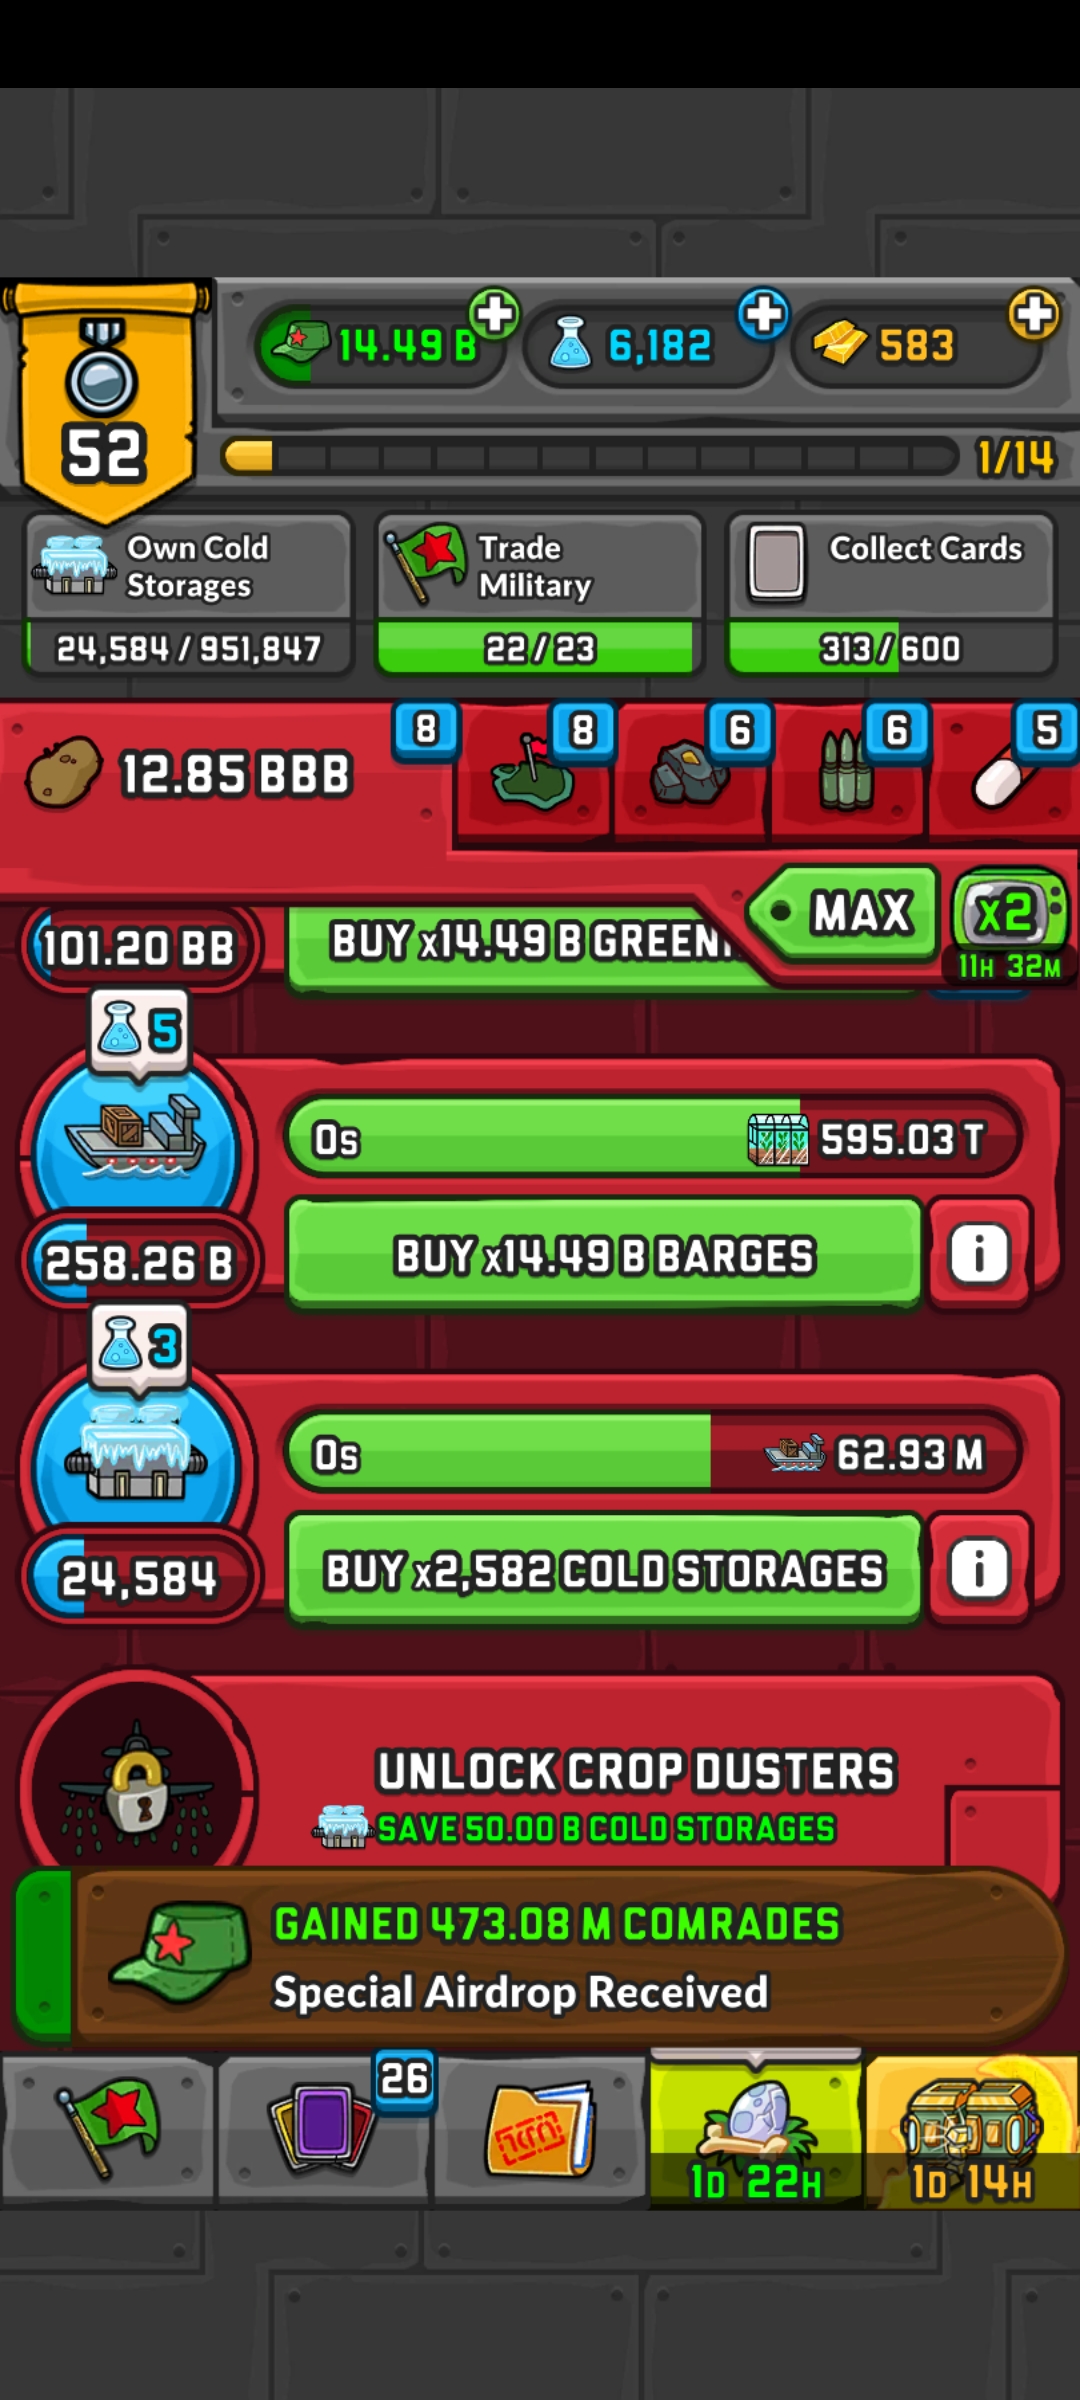 14.49 B
6,182
583
52
1/14
Own Cold
Storages
24,584 / 951,847
Trade
Military
22/23
Collect Cards
313/600
12.85 BBB
8
8
6
6
5
MAX
x2
11H 32M
101.20 BB
BUY x14.49 B
5
0s
595.03 T
258.26 B
BUY x14.49 B BARGES
i
3
0s
62.93 M
24,584
BUY x2,582 COLD STORAGES
i
UNLOCK CROP DUSTERS
SAVE 50.00 B COLD STORAGES
GAINED 473.08 M COMRADES
Special Airdrop Received
26
1D 22H
1D 14H